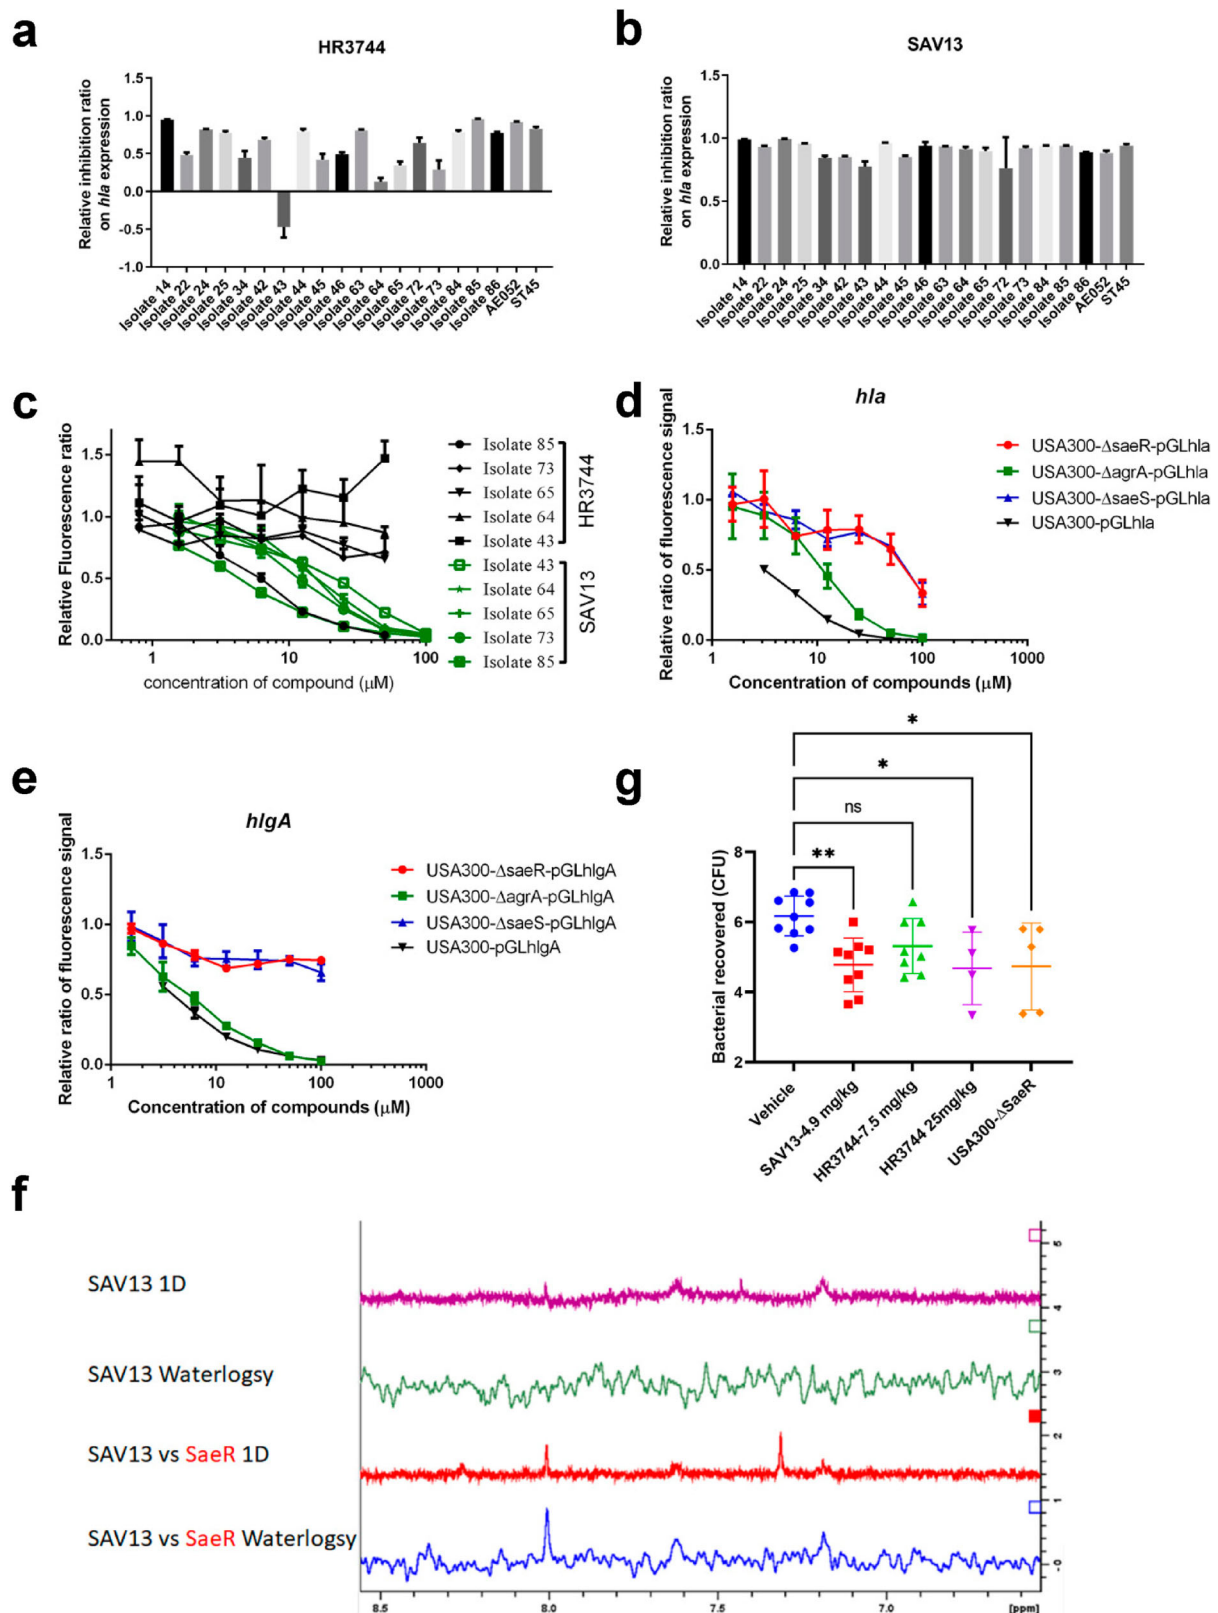 a
HR3744
Relative inhibition ratio
on hla expression
1.5
1.0
0.5
0.0
-0.5
-1.0
Isolate 14
Isolate 22
Isolate 24
Isolate 25
Isolate 34
Isolate 42
Isolate 43
Isolate 44
Isolate 45
Isolate 46
Isolate 63
Isolate 64
Isolate 65
Isolate 72
Isolate 73
Isolate 84
Isolate 85
Isolate 86
AE052
ST45
b
SAV13
Relative inhibition ratio
on hla expression
1.5
1.0
0.5
0.0
Isolate 14
Isolate 22
Isolate 24
Isolate 25
Isolate 34
Isolate 42
Isolate 43
Isolate 44
Isolate 45
Isolate 46
Isolate 63
Isolate 64
Isolate 65
Isolate 72
Isolate 73
Isolate 84
Isolate 85
Isolate 86
AE052
ST45
c
Relative Fluorescence ratio
1.5
1.0
0.5
0.0
1 10 100
concentration of compound (μM)
Isolate 85
Isolate 73
Isolate 65
Isolate 64
Isolate 43
HR3744
Isolate 43
Isolate 64
Isolate 65
Isolate 73
Isolate 85
SAV13
d
hla
Relative ratio of fluorescence signal
1.5
1.0
0.5
0.0
1 10 100 1000
Concentration of compounds (μM)
USA300-ΔsaeR-pGLhla
USA300-ΔagrA-pGLhla
USA300-ΔsaeS-pGLhla
USA300-pGLhla
e
hlgA
Relative ratio of fluorescence signal
1.5
1.0
0.5
0.0
1 10 100 1000
Concentration of compounds (μM)
USA300-ΔsaeR-pGLhlgA
USA300-ΔagrA-pGLhlgA
USA300-ΔsaeS-pGLhlgA
USA300-pGLhlgA
g
*
*
ns
**
Bacterial recovered (CFU)
8
6
4
2
Vehicle
SAV13-4.9 mg/kg
HR3744-7.5 mg/kg
HR3744 25mg/kg
USA300-ΔSaeR
f
SAV13 1D
SAV13 Waterlogsy
SAV13 vs SaeR 1D
SAV13 vs SaeR Waterlogsy
5
4
3
2
1
-0
8.5 8.0 7.5 7.0 [ppm]